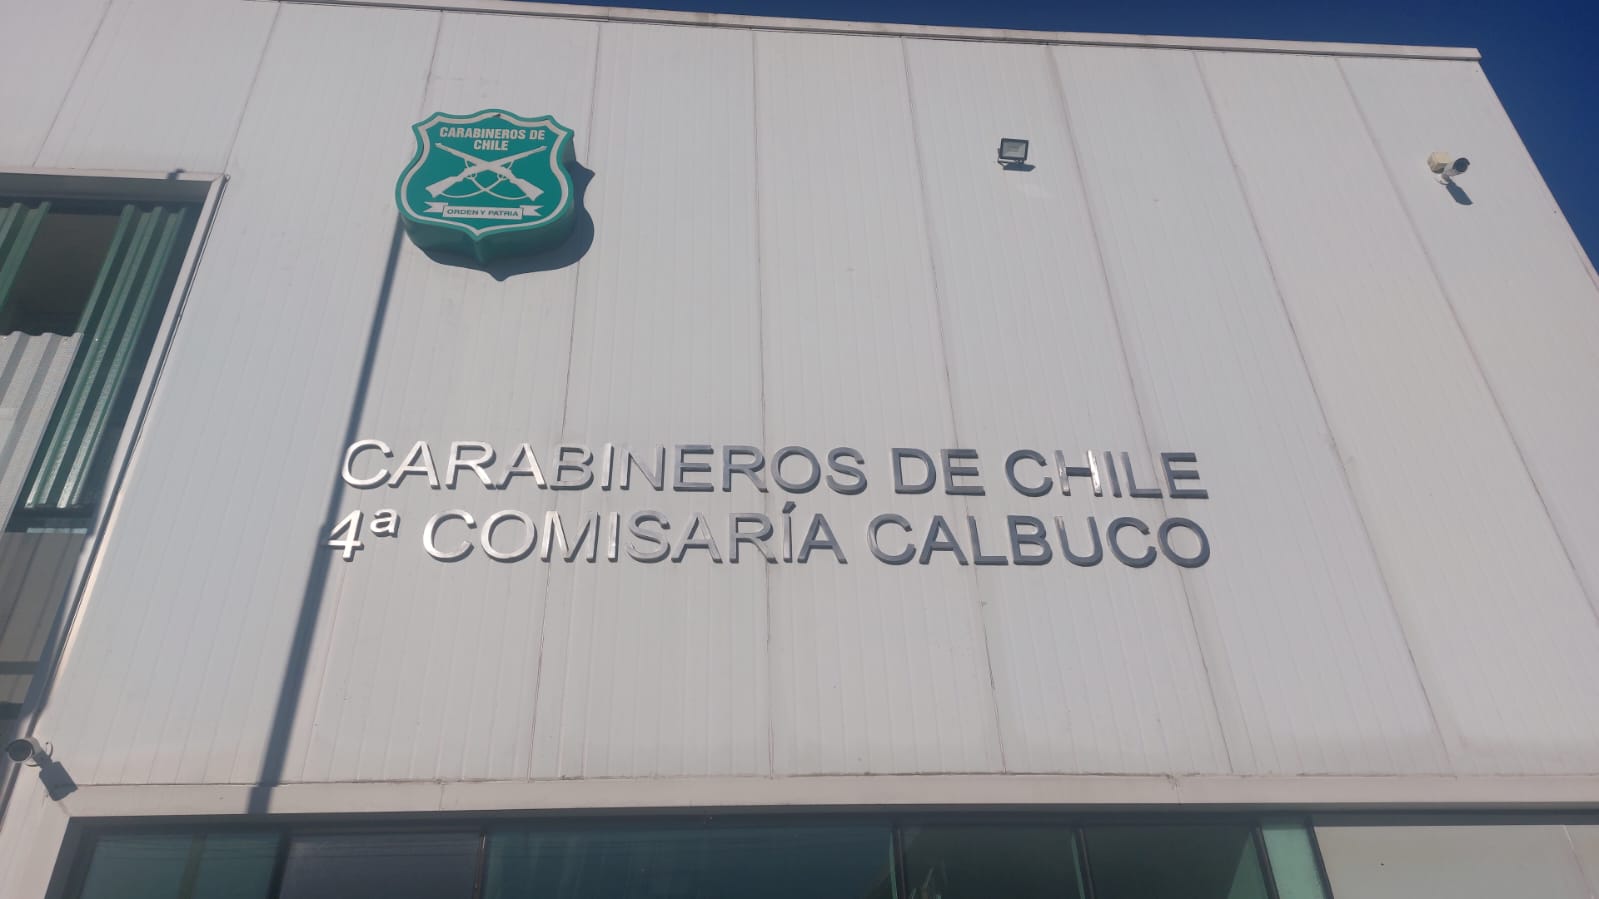 CARABINEROS DE
CHILE
ORDEN Y PATRIA
CARABINEROS DE CHILE
4ª COMISARÍA CALBUCO